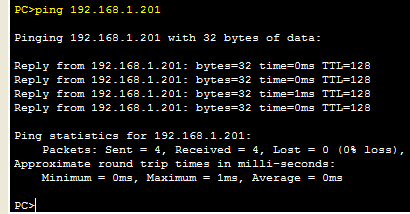 PC>ping 192.168.1.201
Pinging 192.168.1.201 with 32 bytes of data:
Reply from 192.168.1.201: bytes=32 time=0ms TTL=128
Reply from 192.168.1.201: bytes=32 time=0ms TTL=128
Reply from 192.168.1.201: bytes=32 time=1ms TTL=128
Reply from 192.168.1.201: bytes=32 time=0ms TTL=128
Ping statistics for 192.168.1.201:
    Packets: Sent = 4, Received = 4, Lost = 0 (0% loss),
Approximate round trip times in milli-seconds:
    Minimum = 0ms, Maximum = 1ms, Average = 0ms
PC>